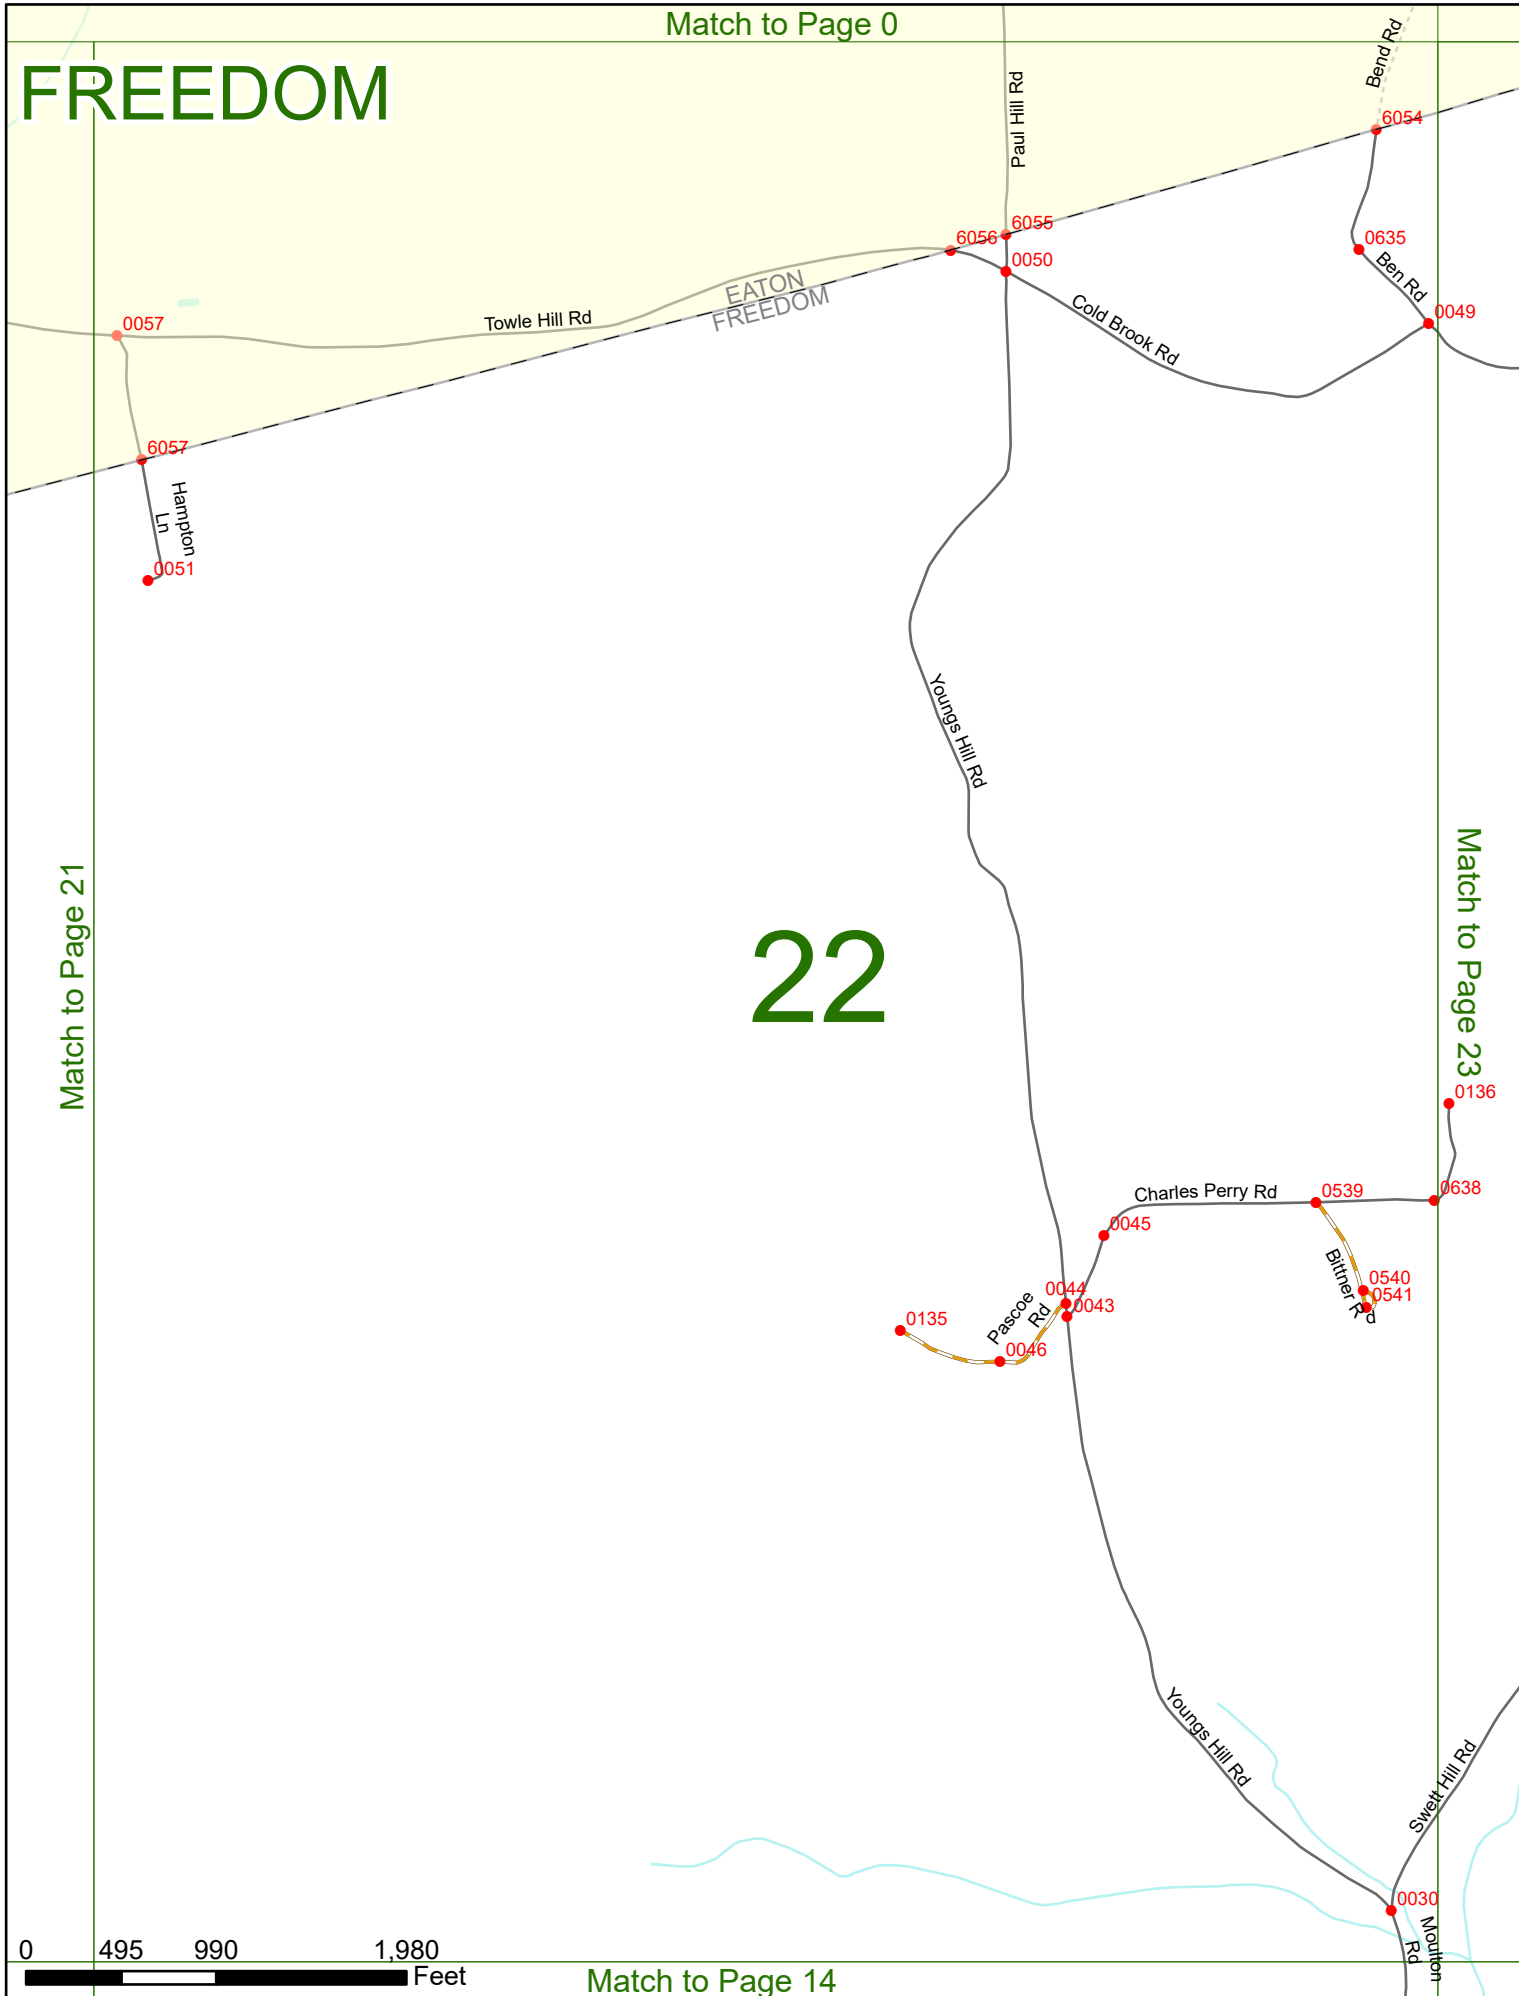 Match to Page 0
FREEDOM
Bend Rd
Paul Hill Rd
6054
6055
6056
0635
0050
Ben Rd
EATON
FREEDOM
Cold Brook Rd
0049
0057
Towle Hill Rd
6057
Hampton
Ln
0051
Youngs Hill Rd
Match to Page 21
22
Match to Page 23
0136
Charles Perry Rd
0539
0638
0045
Bittner Rd
0540
0541
0044
0043
Pascoe
Rd
0135
0046
Youngs Hill Rd
Swett Hill Rd
0030
Moulton
Rd
0 495 990 1,980
Feet
Match to Page 14